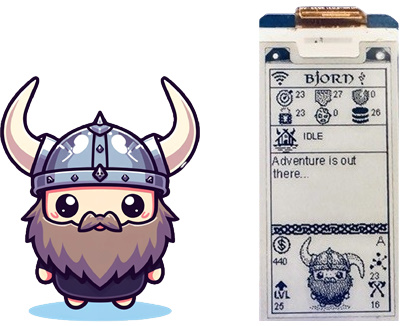 BJORN
23 27 0
23 0 26
IDLE
Adventure is out
there...
A
440
23
LVL
25
16